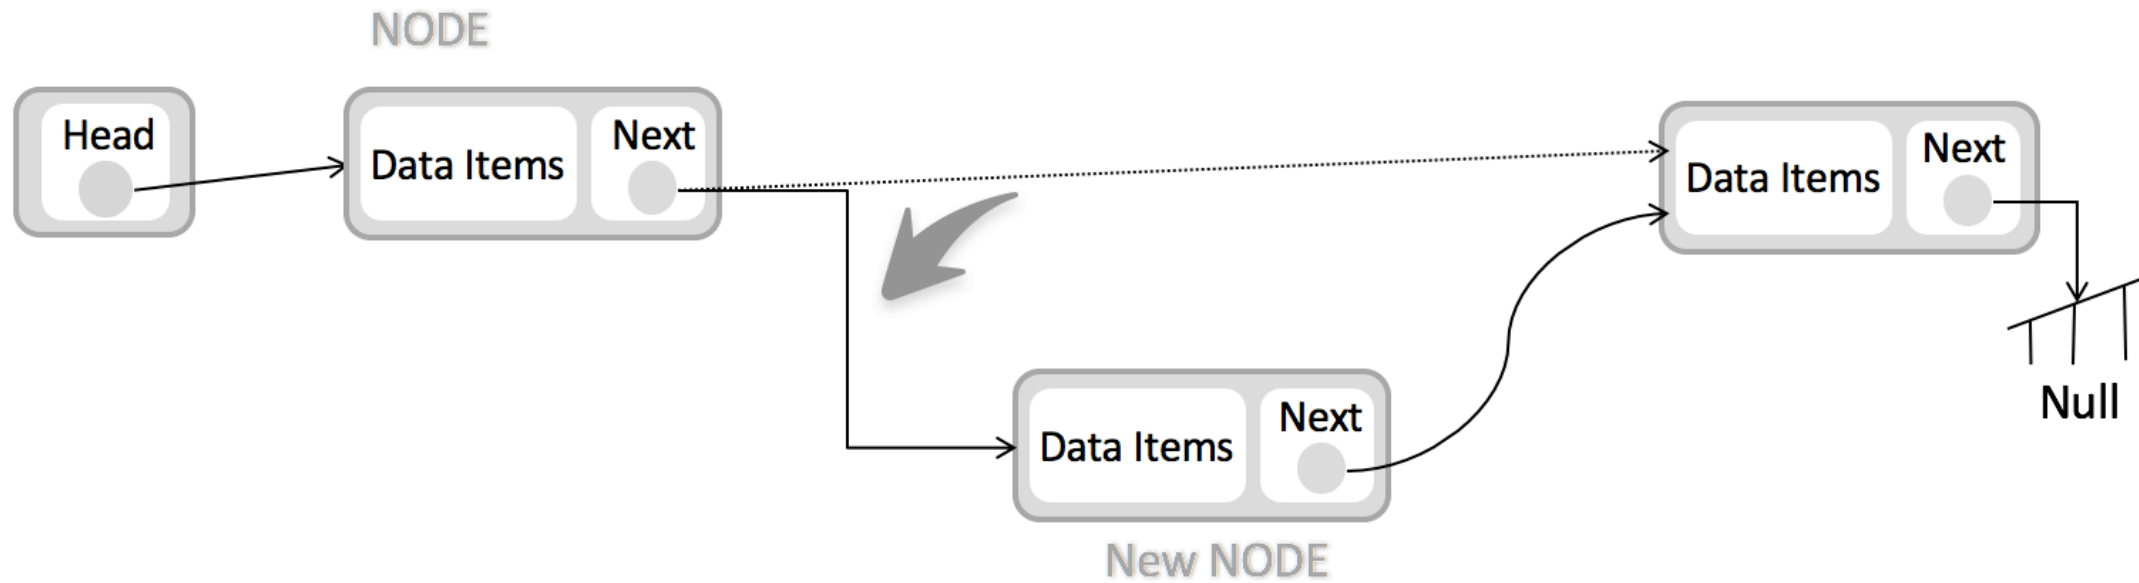 NODE
Head
Data Items
Next
Data Items
Next
Null
Data Items
Next
New NODE